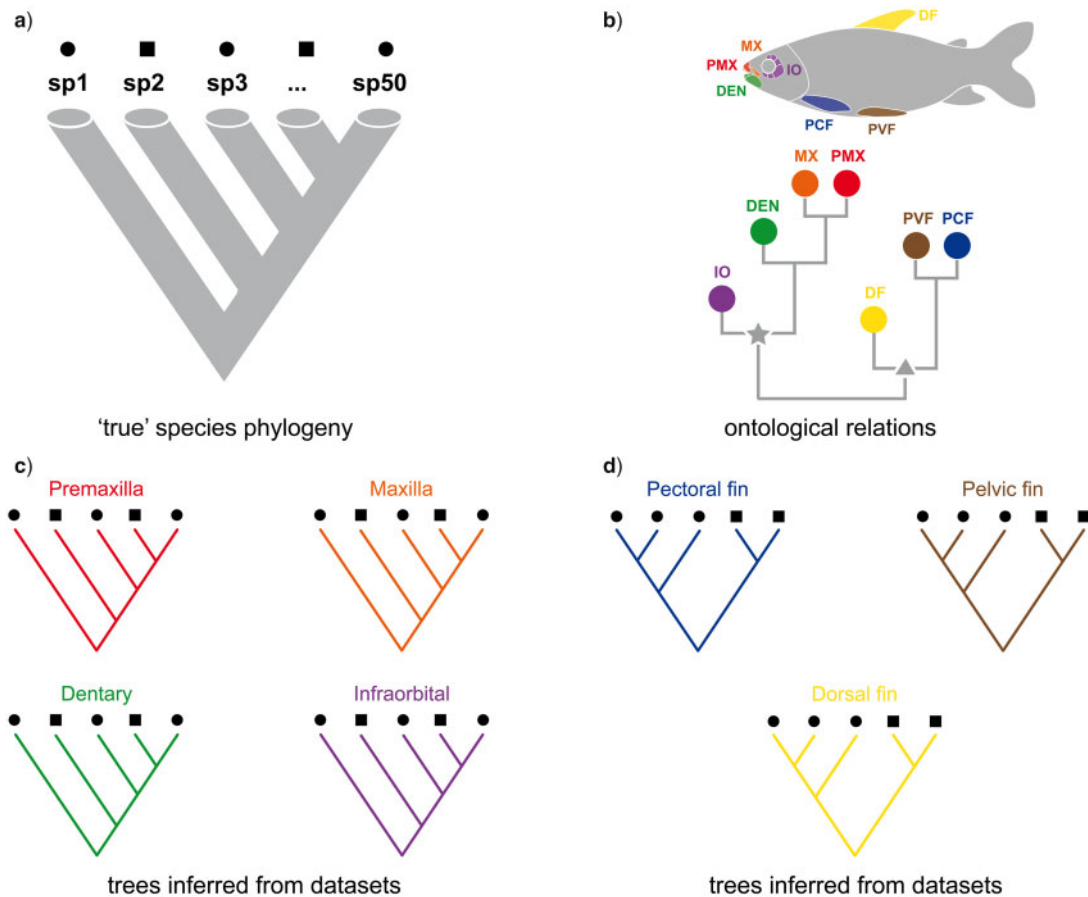 a)
sp1 sp2 sp3 ... sp50
'true' species phylogeny
b)
DF
MX
PMX
IO
DEN
PCF
PVF
MX PMX
DEN
PVF PCF
IO
DF
ontological relations
c)
Premaxilla
Maxilla
Dentary
Infraorbital
trees inferred from datasets
d)
Pectoral fin
Pelvic fin
Dorsal fin
trees inferred from datasets